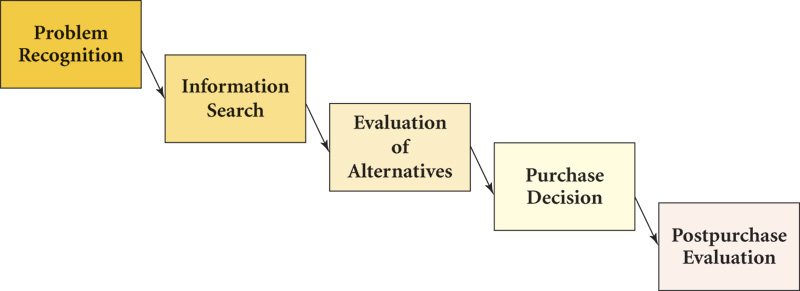 Problem
Recognition
Information
Search
Evaluation
of
Alternatives
Purchase
Decision
Postpurchase
Evaluation